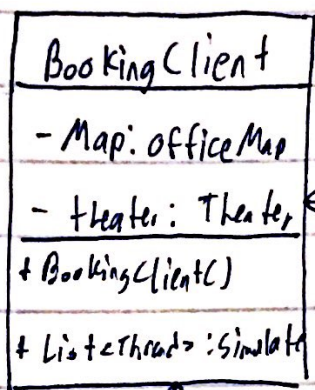 BookingClient
- Map: officeMap
- theater: Theater
+ BookingClient()
+ List<Thread> : Simulate